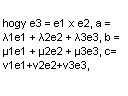 hogy e3 = e1 x e2, a =
λ1e1 + λ2e2 + λ3e3, b =
μ1e1 + μ2e2 + μ3e3, c=
ν1e1+ν2e2+ν3e3,